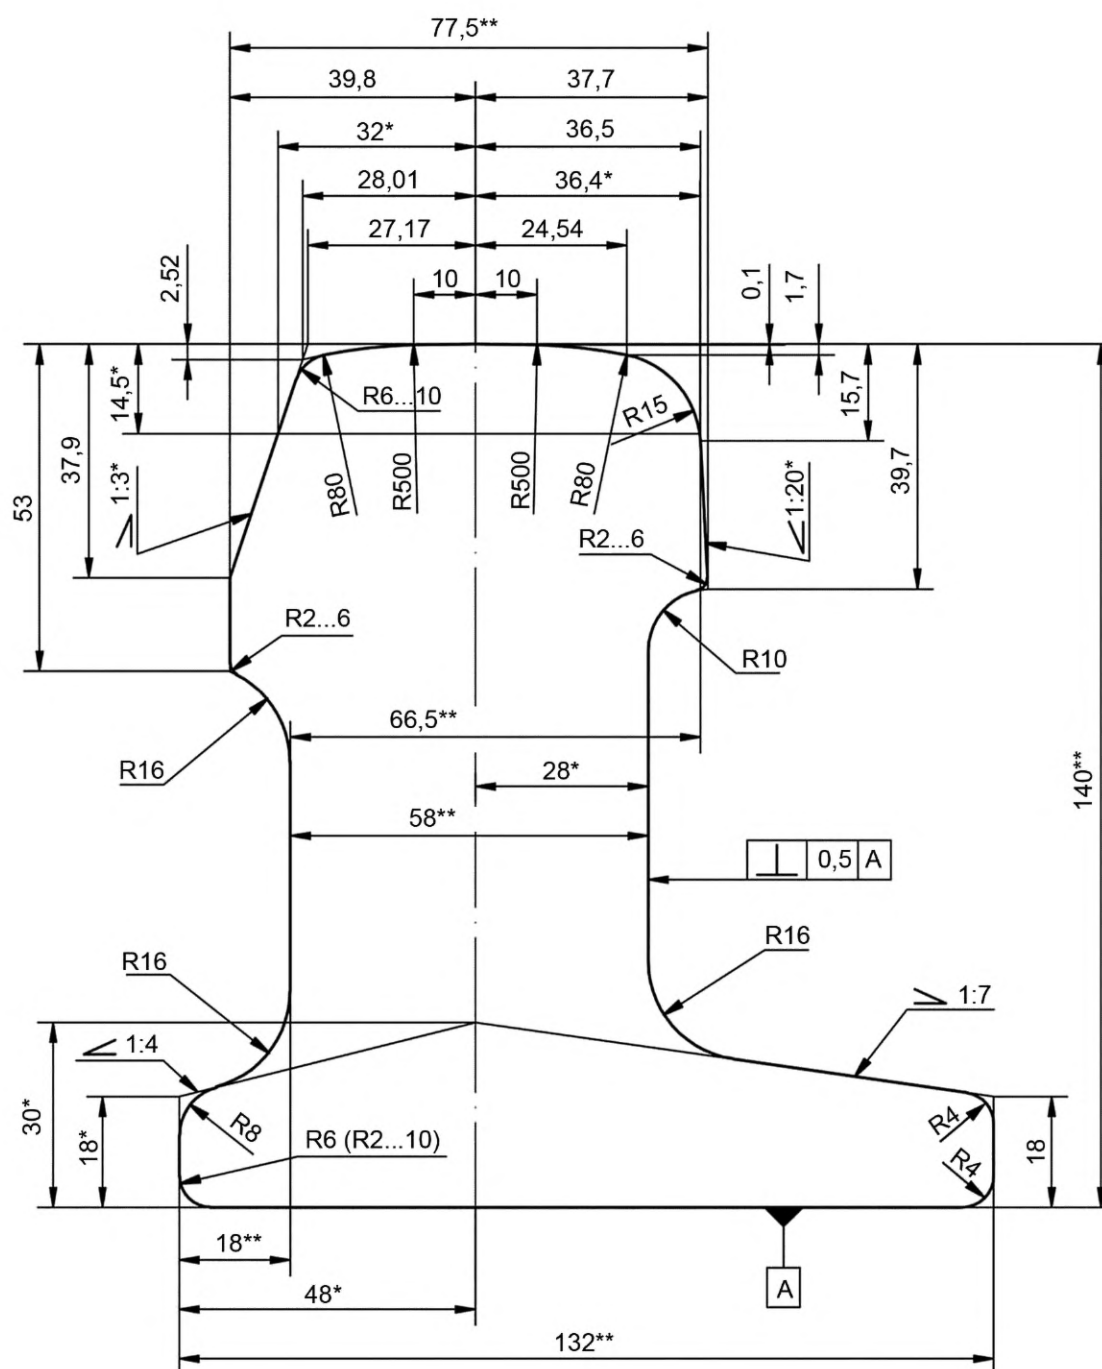 77,5**
39,8
37,7
32*
36,5
28,01
36,4*
27,17
24,54
2,52
10
10
0,1
1,7
14,5*
37,9
53
1:3*
R6...10
R80
R500
R500
R80
R15
15,7
39,7
1:20*
R2...6
R2...6
R10
R16
66,5**
28*
58**
140**
0,5
A
R16
R16
1:7
1:4
30*
18*
R8
R6 (R2...10)
R4
R4
18
18**
A
48*
132**